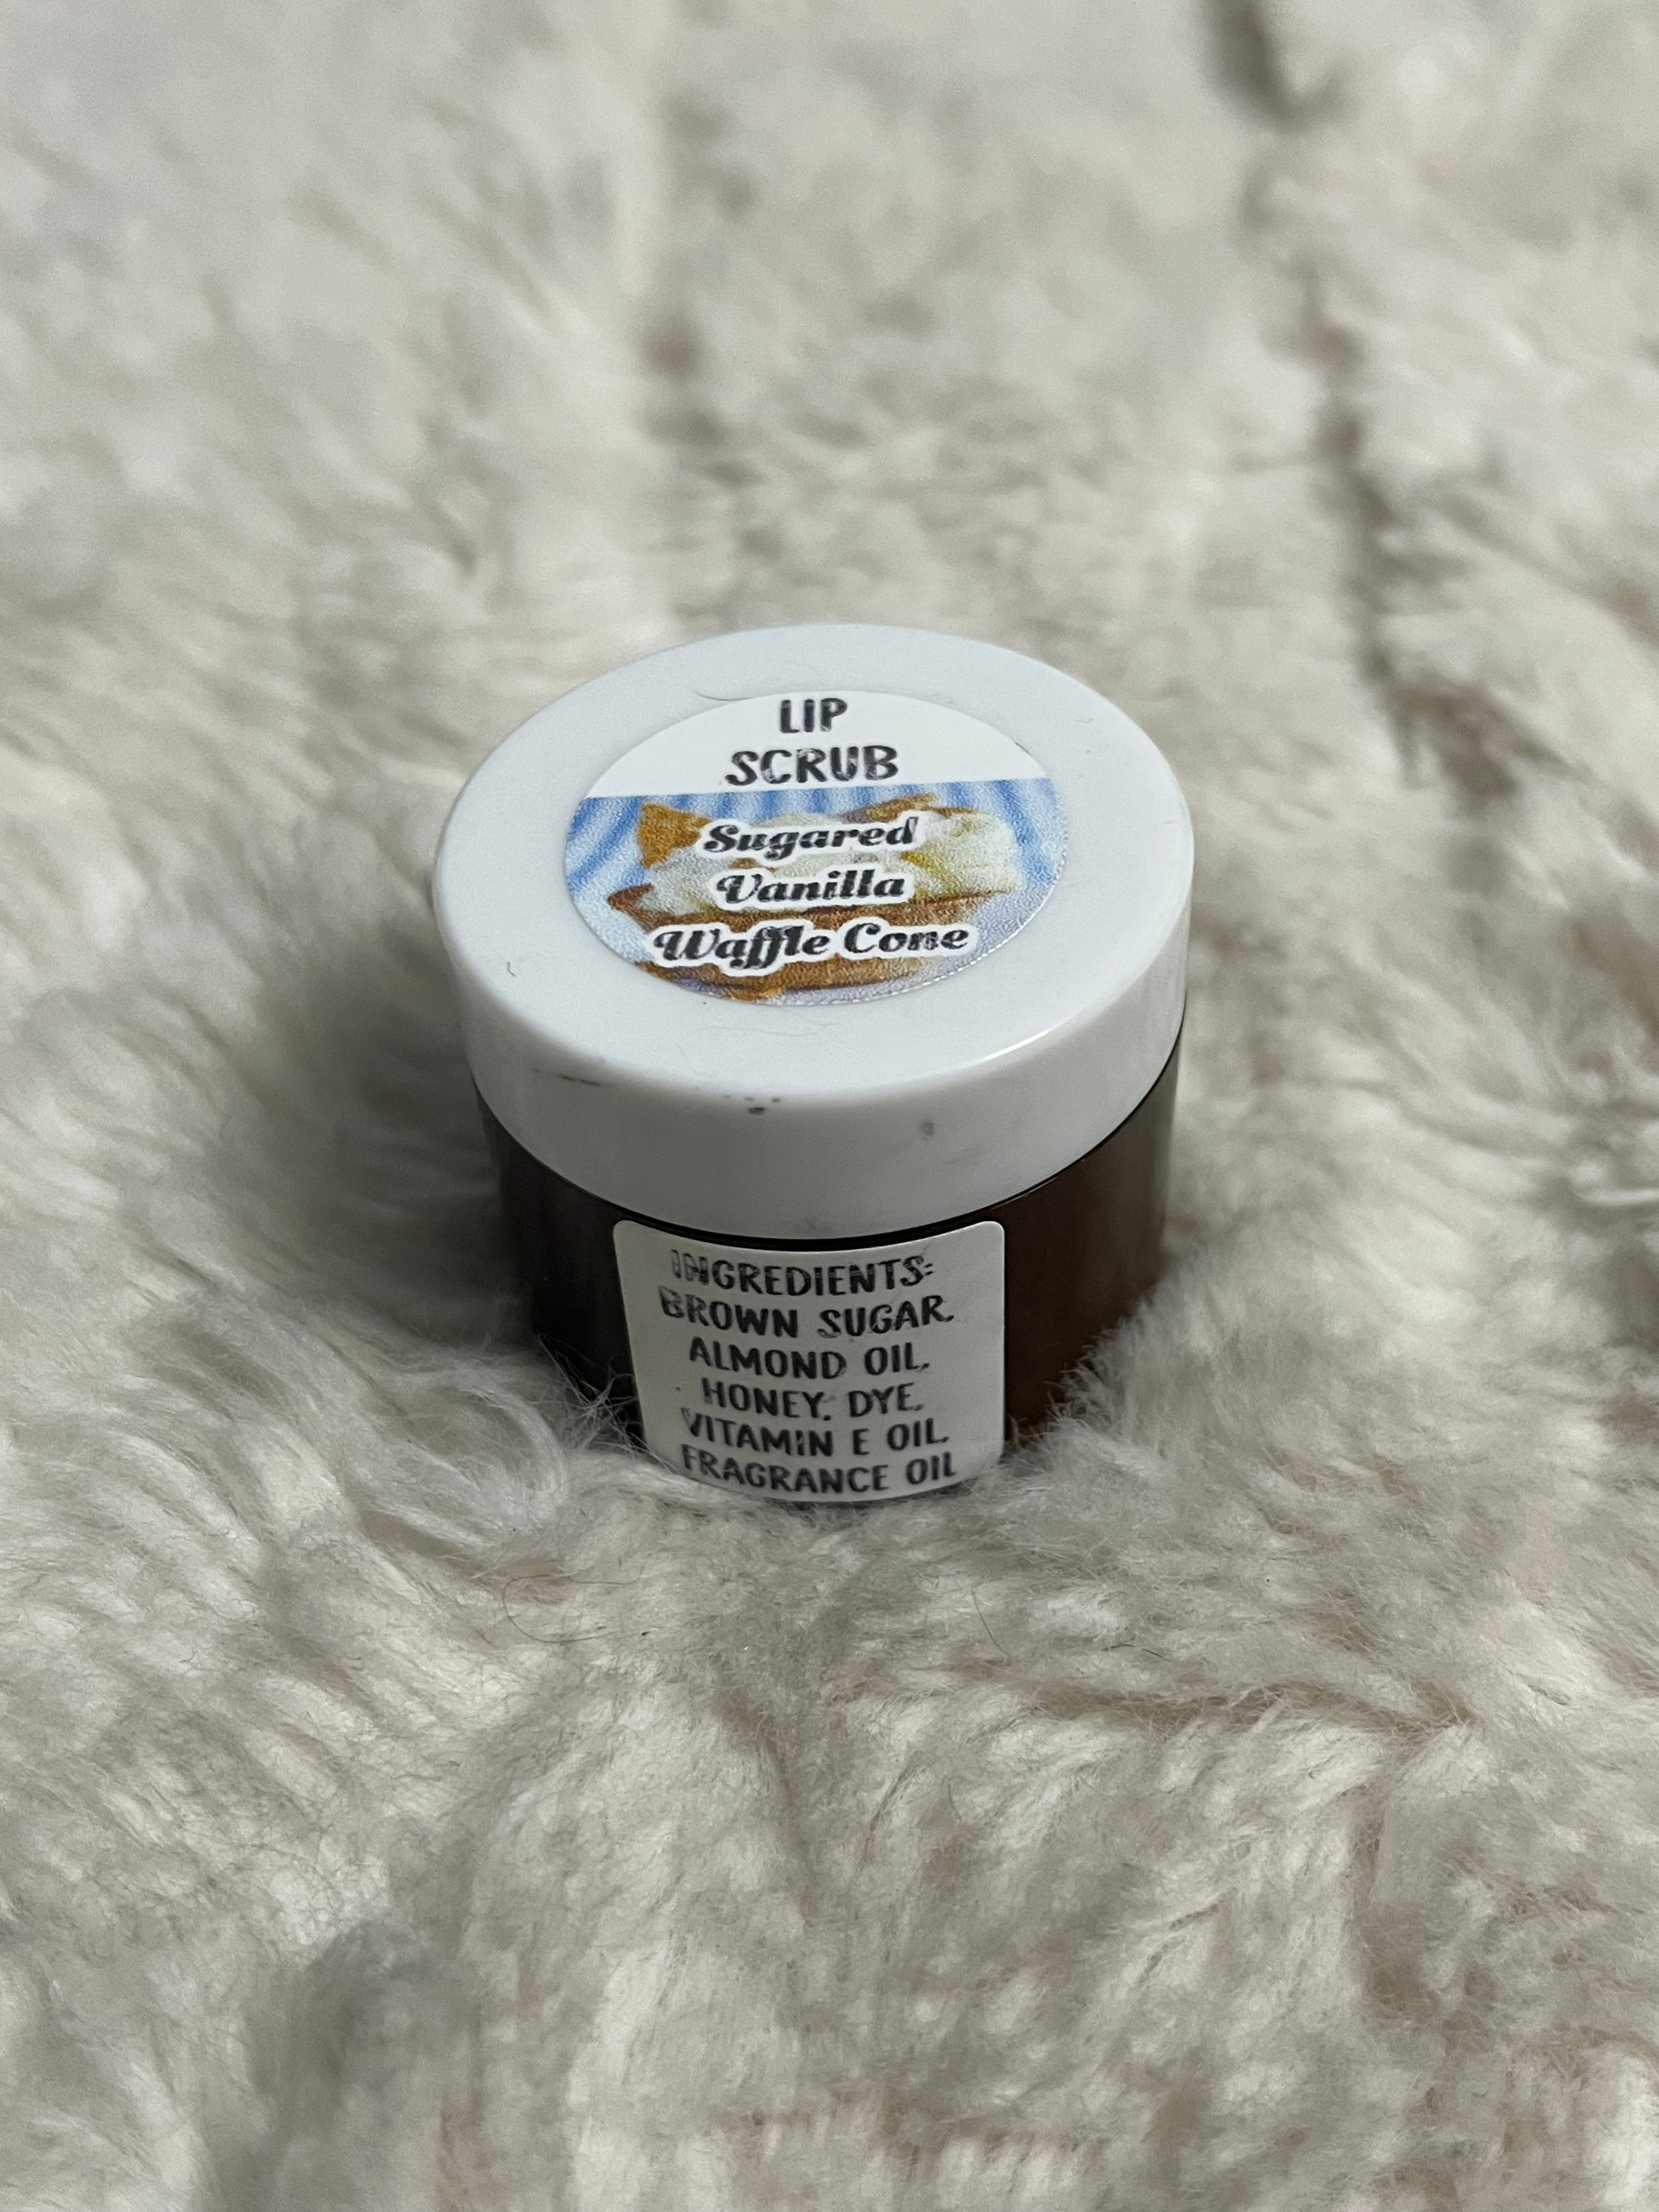 LIP
SCRUB
Sugared
Vanilla
Waffle Cone
INGREDIENTS:
BROWN SUGAR,
ALMOND OIL,
HONEY, DYE,
VITAMIN E OIL,
FRAGRANCE OIL